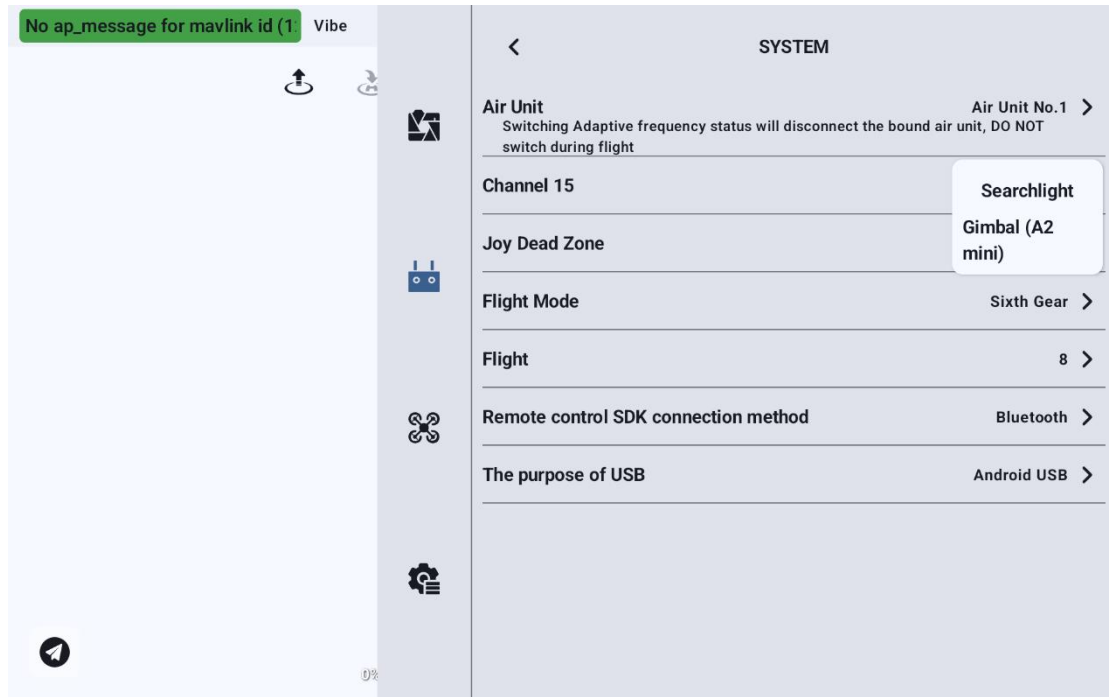 No ap_message for mavlink id (1
Vibe
SYSTEM
Air Unit
Air Unit No.1
Switching Adaptive frequency status will disconnect the bound air unit, DO NOT
switch during flight
Channel 15
Searchlight
Gimbal (A2
mini)
Joy Dead Zone
Flight Mode
Sixth Gear
Flight
8
Remote control SDK connection method
Bluetooth
The purpose of USB
Android USB
0%